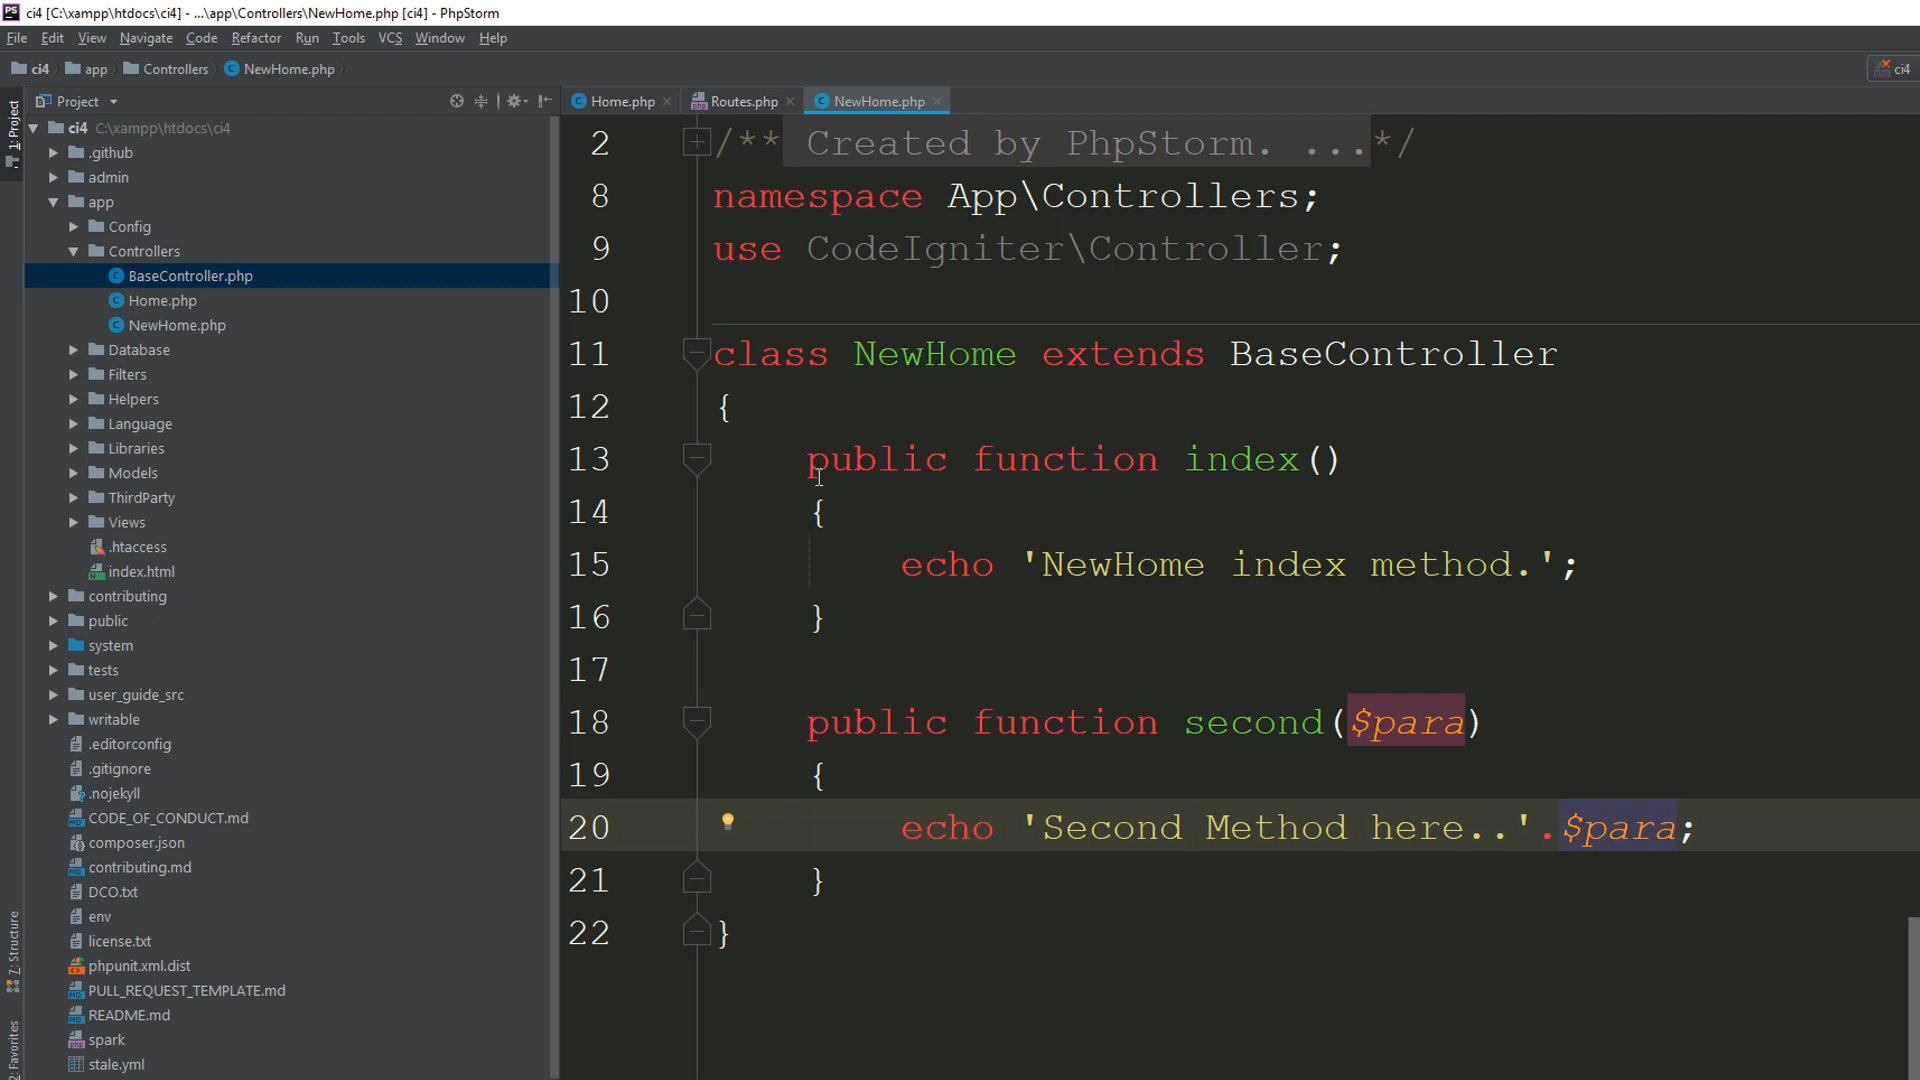 ci4 [C:\xampp\htdocs\ci4] - ...\app\Controllers\NewHome.php [ci4] - PhpStorm
File Edit View Navigate Code Refactor Run Tools VCS Window Help
ci4 app Controllers NewHome.php
ci4
1: Project
7: Structure
2: Favorites
Project
ci4 C:\xampp\htdocs\ci4
.github
admin
app
Config
Controllers
BaseController.php
Home.php
NewHome.php
Database
Filters
Helpers
Language
Libraries
Models
ThirdParty
Views
.htaccess
index.html
contributing
public
system
tests
user_guide_src
writable
.editorconfig
.gitignore
.nojekyll
CODE_OF_CONDUCT.md
composer.json
contributing.md
DCO.txt
env
license.txt
phpunit.xml.dist
PULL_REQUEST_TEMPLATE.md
README.md
spark
stale.yml
Home.php Routes.php NewHome.php
2 /** Created by PhpStorm. ...*/
8 namespace App\Controllers;
9 use CodeIgniter\Controller;
10
11 class NewHome extends BaseController
12 {
13 public function index()
14 {
15 echo 'NewHome index method.';
16 }
17
18 public function second($para)
19 {
20 echo 'Second Method here..'.$para;
21 }
22 }